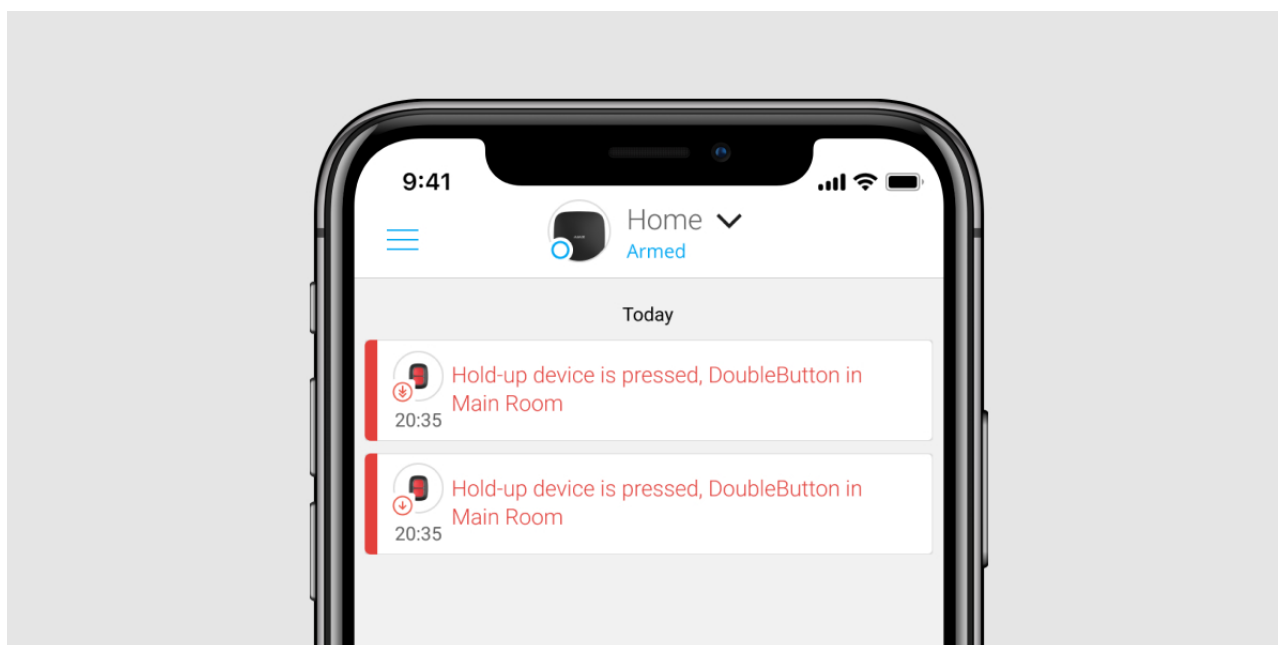 9:41
Home
Armed
Today
Hold-up device is pressed, DoubleButton in
Main Room
20:35
Hold-up device is pressed, DoubleButton in
Main Room
20:35